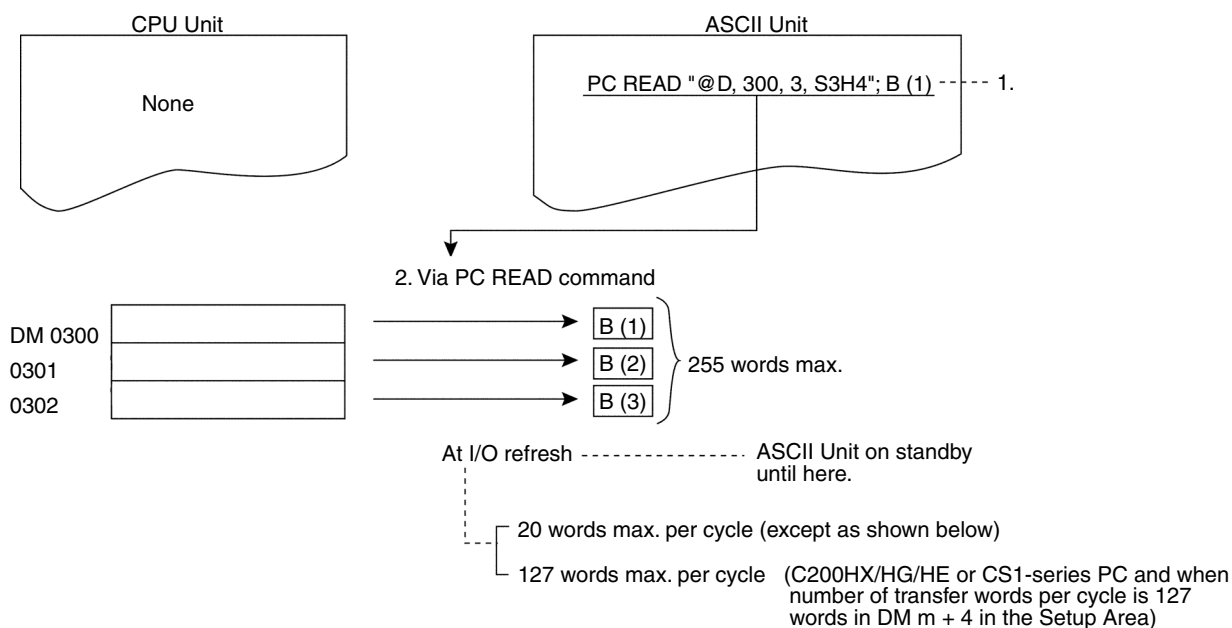 CPU Unit
ASCII Unit
None
PC READ "@D, 300, 3, S3H4"; B (1)
1.
2. Via PC READ command
DM 0300
0301
0302
B (1)
B (2)
B (3)
255 words max.
At I/O refresh
ASCII Unit on standby
until here.
20 words max. per cycle (except as shown below)
127 words max. per cycle (C200HX/HG/HE or CS1-series PC and when
number of transfer words per cycle is 127
words in DM m + 4 in the Setup Area)